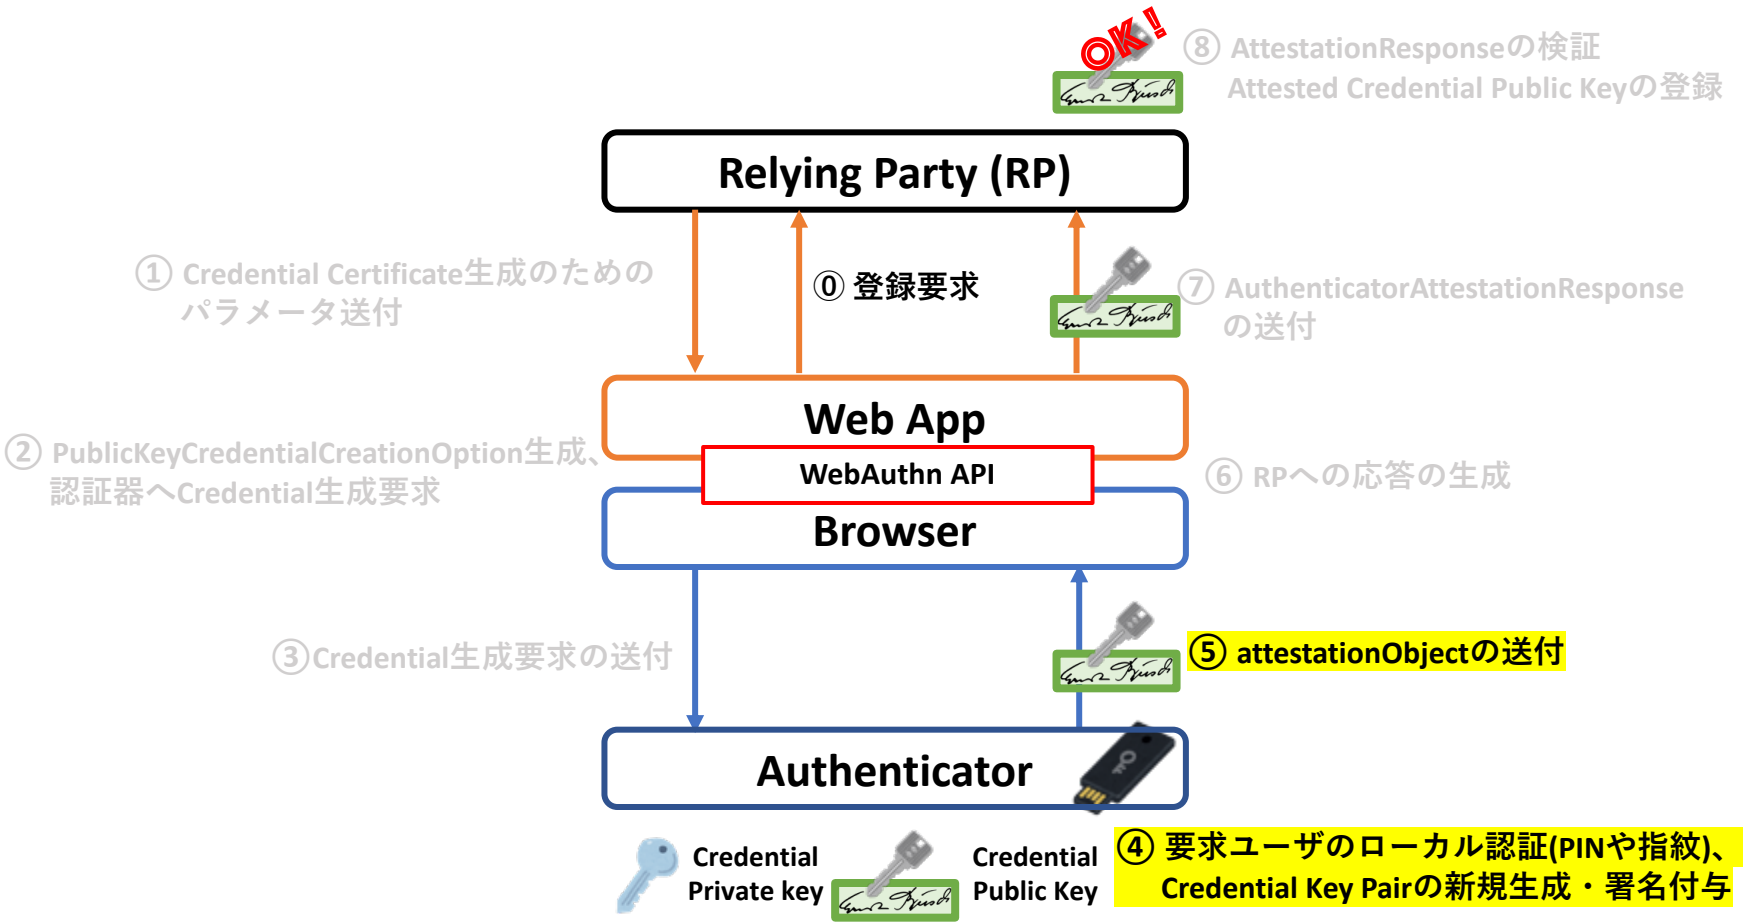 OK!
⑧ AttestationResponseの検証
Attested Credential Public Keyの登録
Relying Party (RP)
① Credential Certificate生成のための
パラメータ送付
⓪ 登録要求
⑦ AuthenticatorAttestationResponse
の送付
Web App
② PublicKeyCredentialCreationOption生成、
認証器へCredential生成要求
WebAuthn API
⑥ RPへの応答の生成
Browser
③Credential生成要求の送付
⑤ attestationObjectの送付
Authenticator
Credential
Private key
Credential
Public Key
④ 要求ユーザのローカル認証(PINや指紋)、
Credential Key Pairの新規生成・署名付与